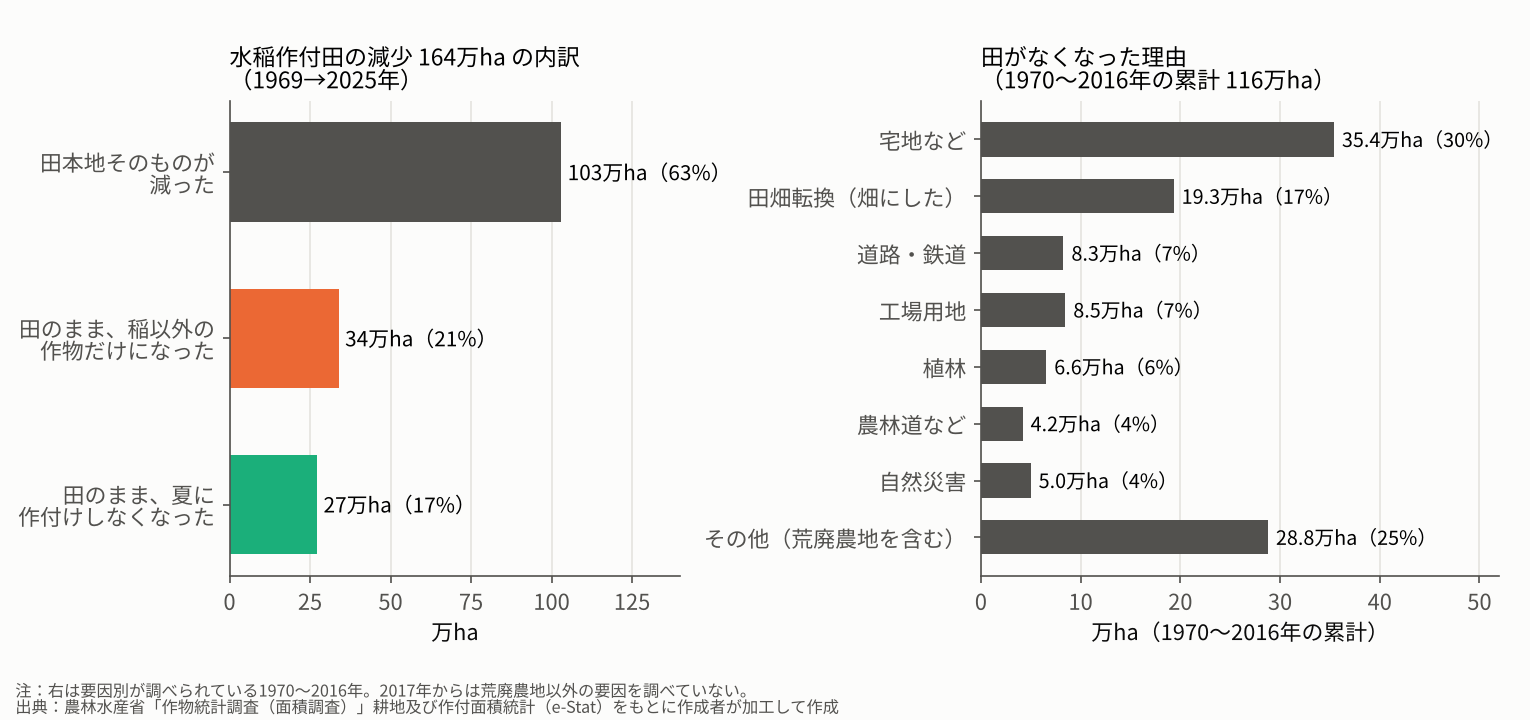 水稲作付田の減少 164万ha の内訳
（1969→2025年）
田本地そのものが
減った
103万ha（63%）
田のまま、稲以外の
作物だけになった
34万ha（21%）
田のまま、夏に
作付けしなくなった
27万ha（17%）
0 25 50 75 100 125
万ha
田がなくなった理由
（1970～2016年の累計 116万ha）
宅地など 35.4万ha（30%）
田畑転換（畑にした） 19.3万ha（17%）
道路・鉄道 8.3万ha（7%）
工場用地 8.5万ha（7%）
植林 6.6万ha（6%）
農林道など 4.2万ha（4%）
自然災害 5.0万ha（4%）
その他（荒廃農地を含む） 28.8万ha（25%）
0 10 20 30 40 50
万ha（1970～2016年の累計）
注：右は要因別が調べられている1970～2016年。2017年からは荒廃農地以外の要因を調べていない。
出典：農林水産省「作物統計調査（面積調査）」耕地及び作付面積統計（e-Stat）をもとに作成者が加工して作成